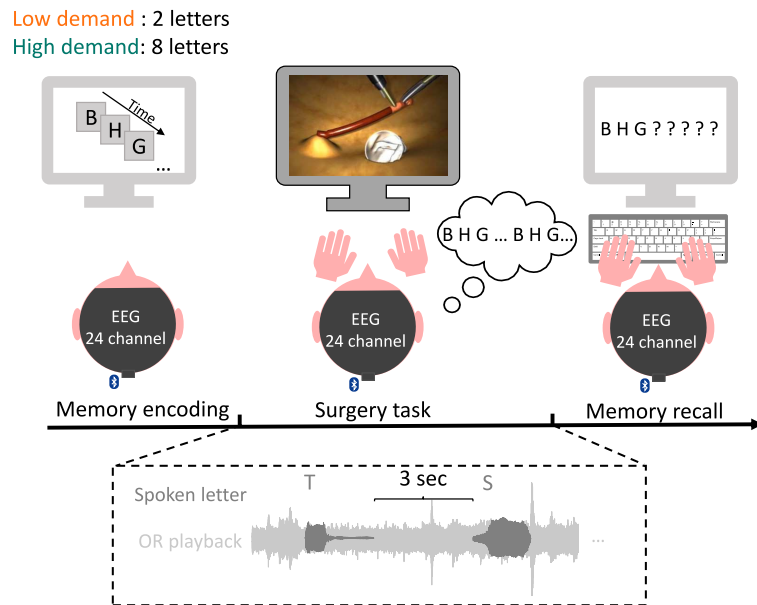 Low demand : 2 letters
High demand: 8 letters
Time
B
H
G
...
B H G ? ? ? ? ?
B H G ... B H G...
EEG
24 channel
EEG
24 channel
EEG
24 channel
Memory encoding
Surgery task
Memory recall
T
3 sec
S
Spoken letter
OR playback
...